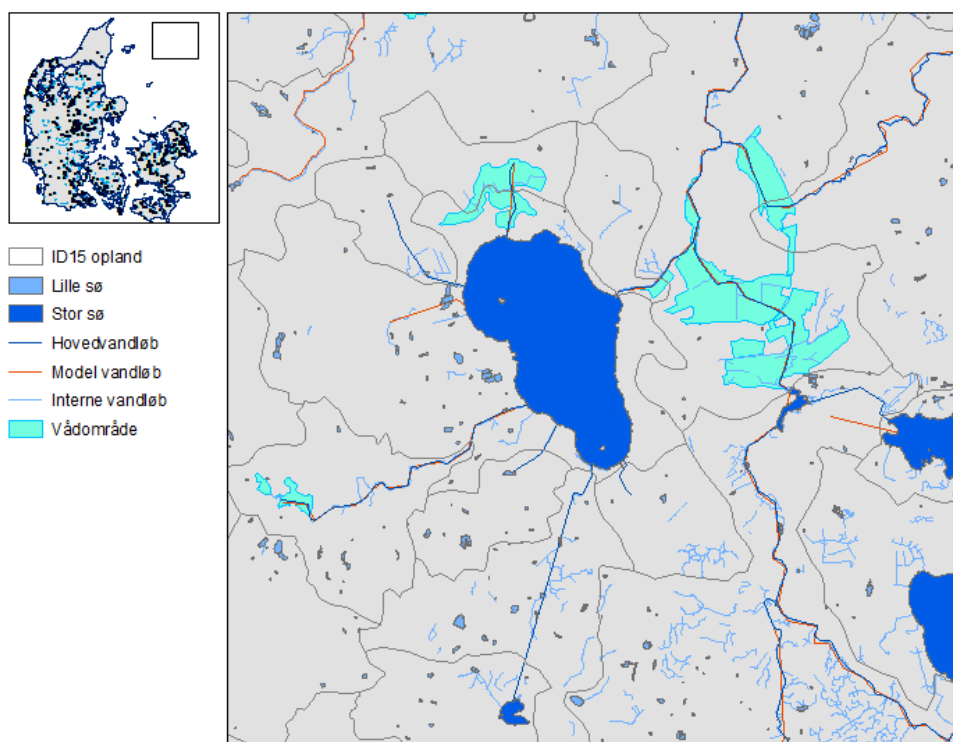 ID15 opland
Lille sø
Stor sø
Hovedvandløb
Model vandløb
Interne vandløb
Vådområde